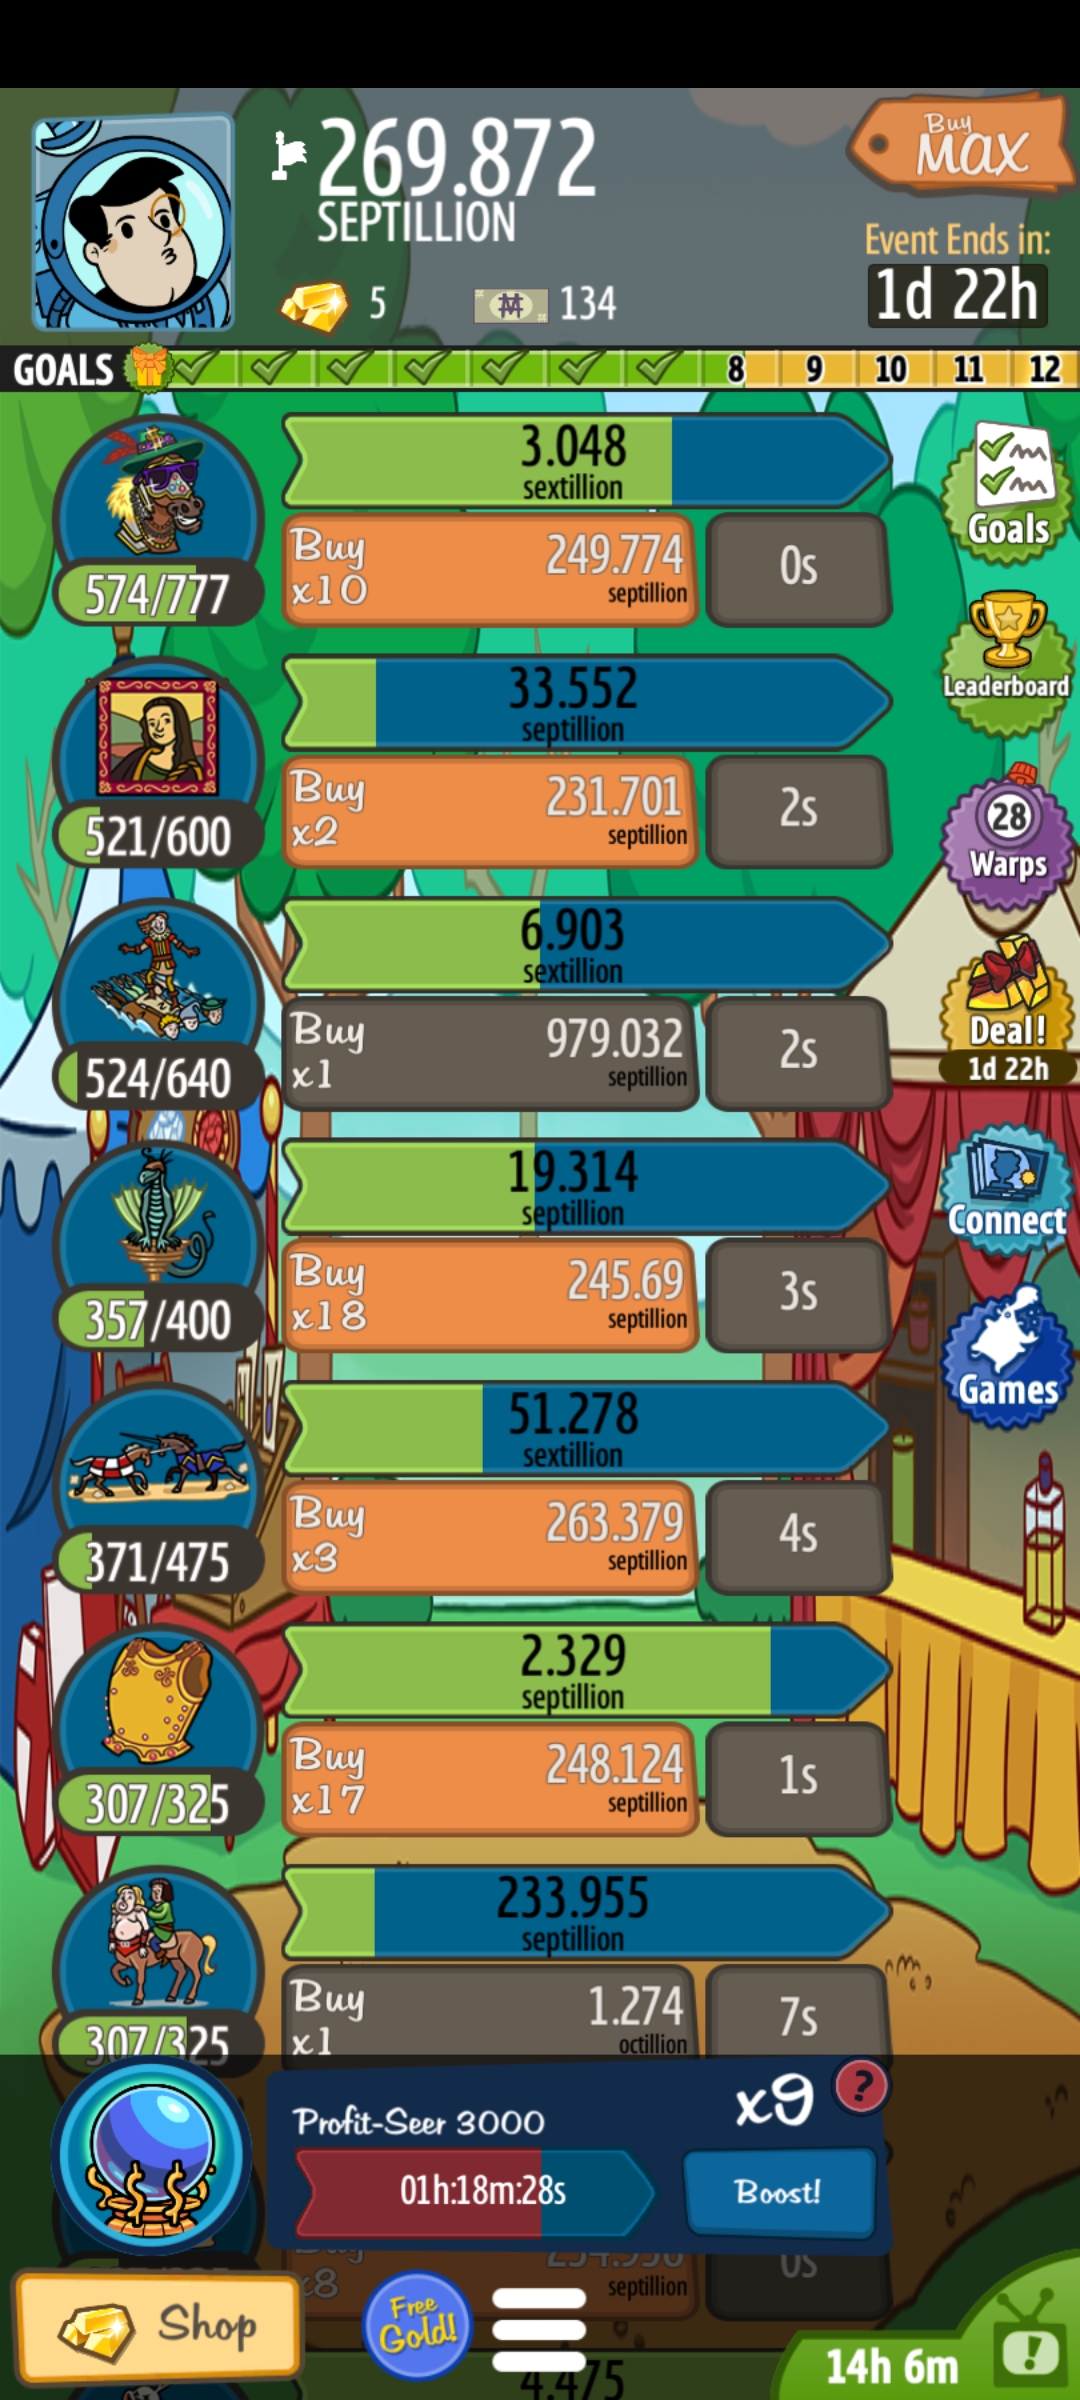 269.872
SEPTILLION
5
134
Buy
MAX
Event Ends in:
1d 22h
GOALS
8
9
10
11
12
3.048
sextillion
574/777
Buy
x10
249.774
septillion
0s
Goals
33.552
septillion
521/600
Buy
x2
231.701
septillion
2s
Leaderboard
28
Warps
6.903
sextillion
524/640
Buy
x1
979.032
septillion
2s
Deal!
1d 22h
19.314
septillion
357/400
Buy
x18
245.69
septillion
3s
Connect
Games
51.278
sextillion
371/475
Buy
x3
263.379
septillion
4s
2.329
septillion
307/325
Buy
x17
248.124
septillion
1s
233.955
septillion
307/325
Buy
x1
1.274
octillion
7s
Profit-Seer 3000
x9
?
01h:18m:28s
Boost!
Buy
x8
septillion
0s
Shop
Free
Gold!
4.475
14h 6m
!